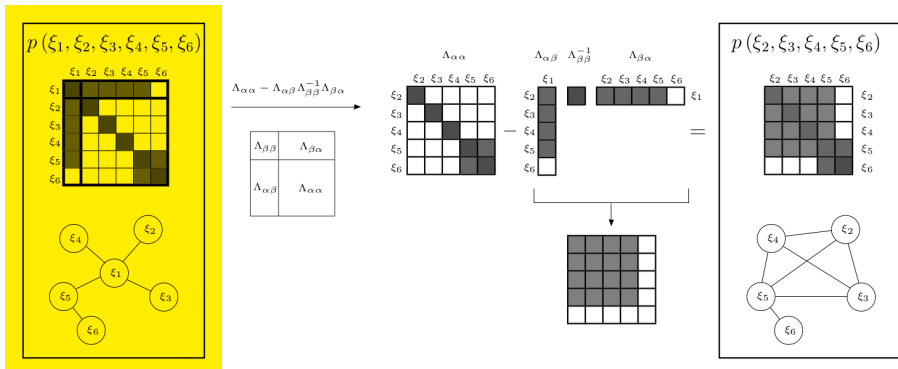 p (ξ1, ξ2, ξ3, ξ4, ξ5, ξ6)
ξ1 ξ2 ξ3 ξ4 ξ5 ξ6
ξ1
ξ2
ξ3
ξ4
ξ5
ξ6
ξ4
ξ2
ξ1
ξ5
ξ3
ξ6
Λαα − Λαβ Λββ^−1 Λβα
Λββ Λβα
Λαβ Λαα
Λαα
ξ2 ξ3 ξ4 ξ5 ξ6
ξ2
ξ3
ξ4
ξ5
ξ6
−
Λαβ Λββ^−1 Λβα
ξ1
ξ2
ξ3
ξ4
ξ5
ξ6
ξ2 ξ3 ξ4 ξ5 ξ6
ξ1
=
p (ξ2, ξ3, ξ4, ξ5, ξ6)
ξ2 ξ3 ξ4 ξ5 ξ6
ξ2
ξ3
ξ4
ξ5
ξ6
ξ4
ξ2
ξ5
ξ3
ξ6